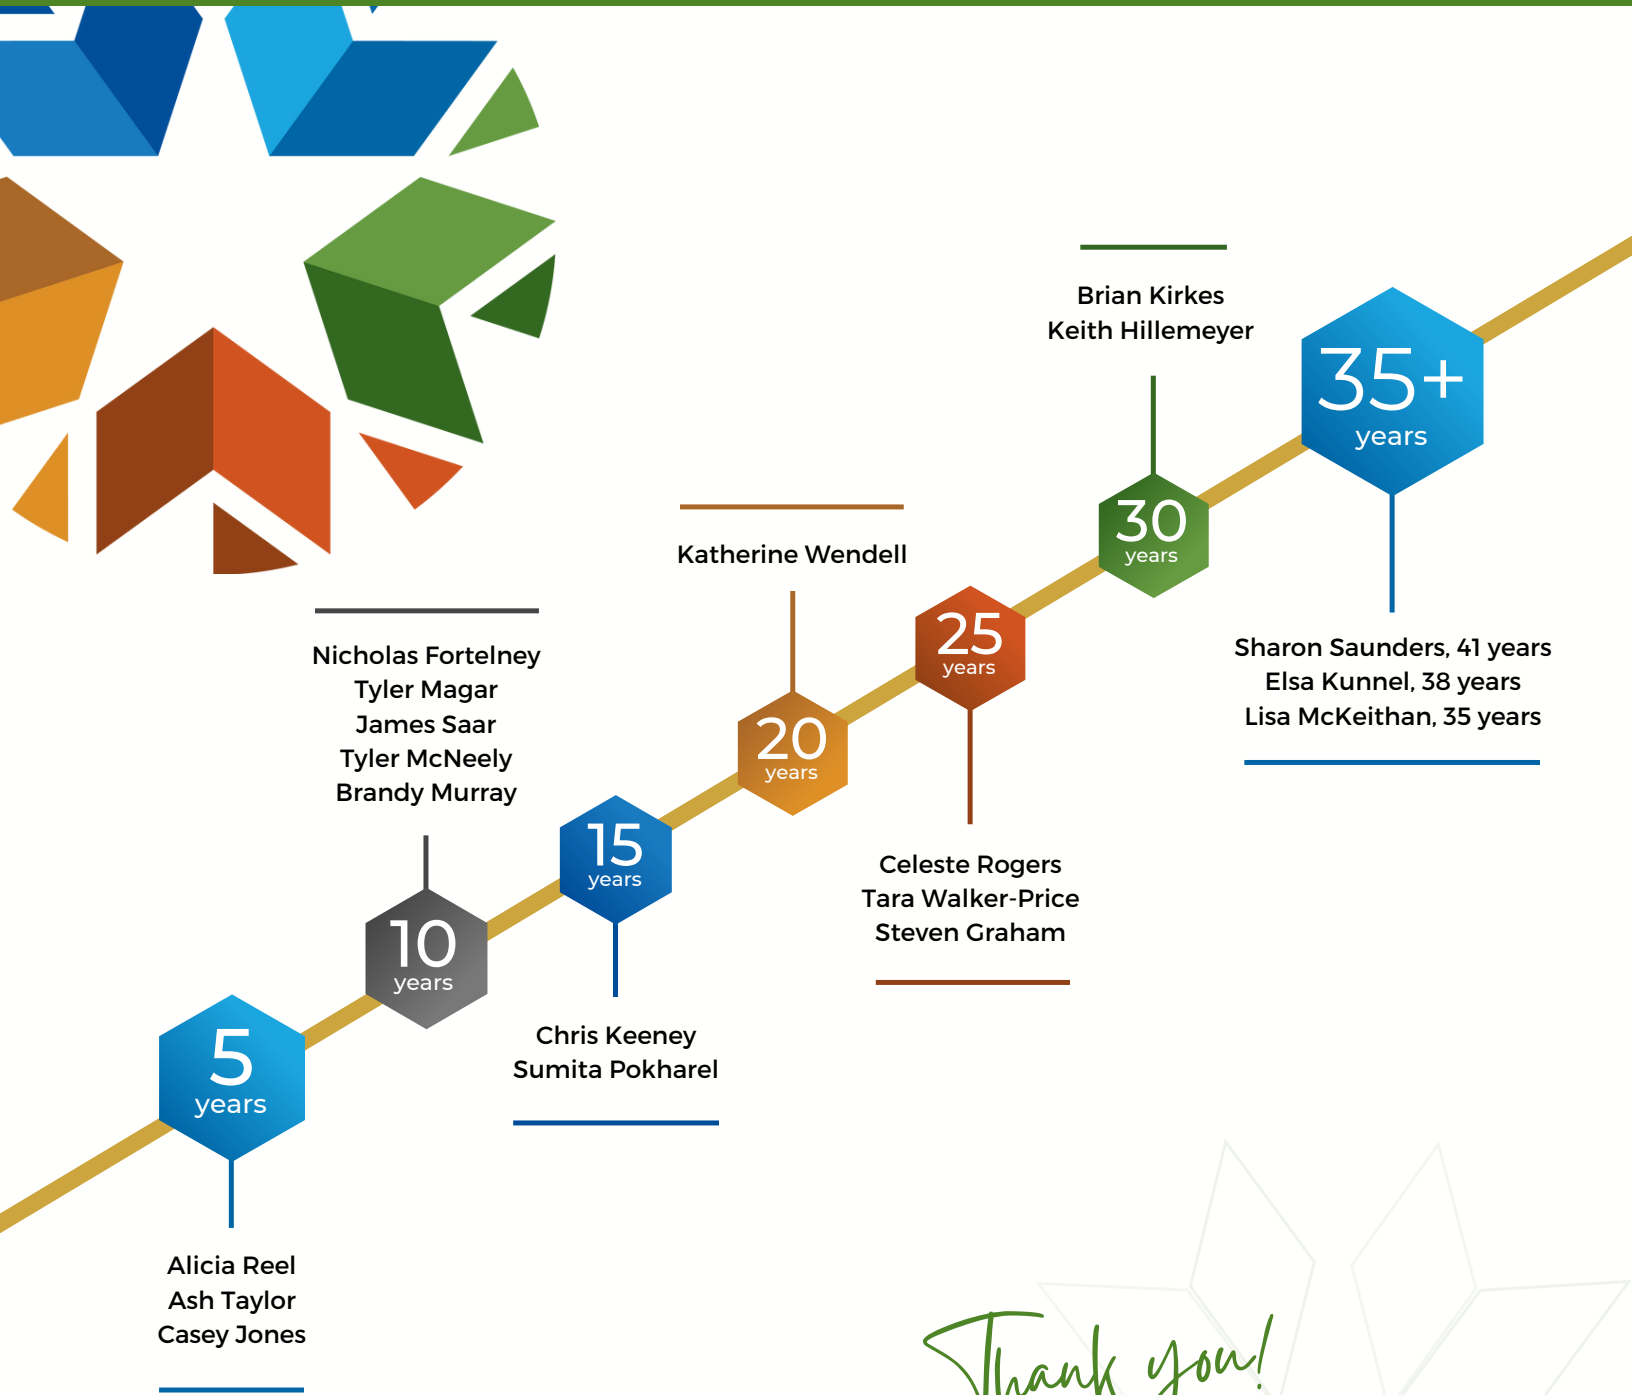 5
years
Alicia Reel
Ash Taylor
Casey Jones
Nicholas Fortelney
Tyler Magar
James Saar
Tyler McNeely
Brandy Murray
10
years
15
years
Chris Keeney
Sumita Pokharel
Katherine Wendell
20
years
25
years
Celeste Rogers
Tara Walker-Price
Steven Graham
Brian Kirkes
Keith Hillemeyer
30
years
35+
years
Sharon Saunders, 41 years
Elsa Kunnel, 38 years
Lisa McKeithan, 35 years
Thank you!